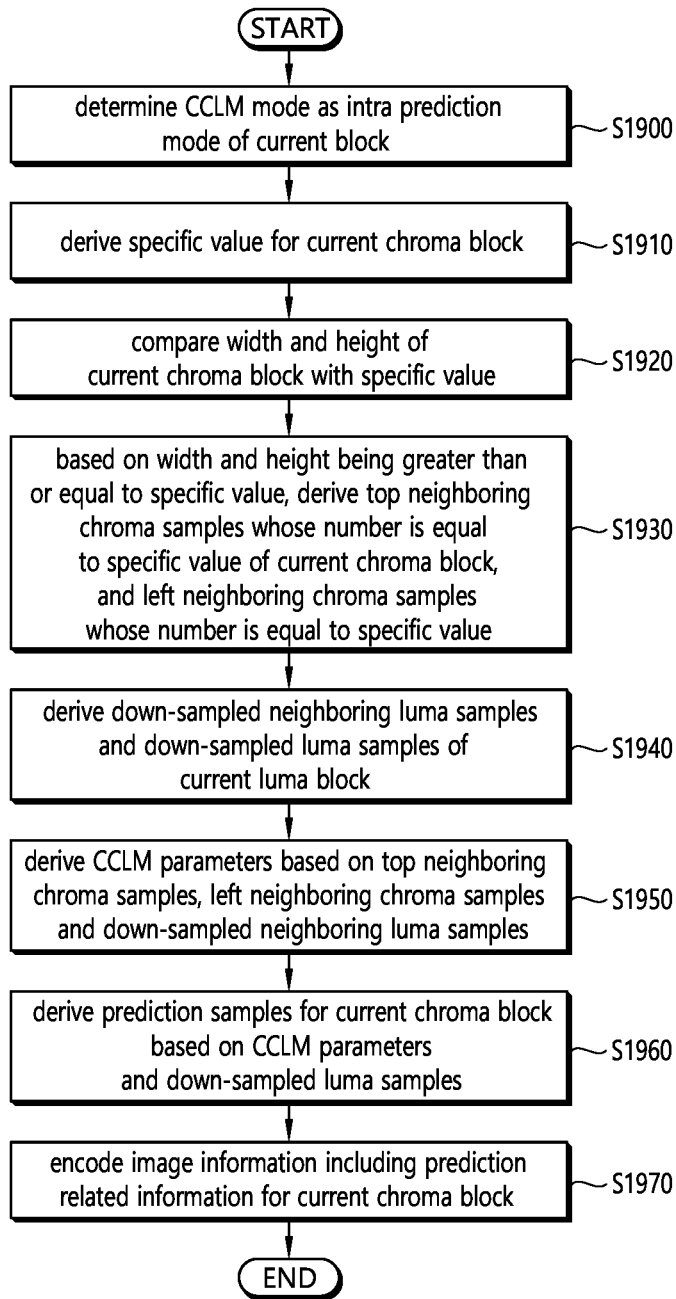 START
determine CCLM mode as intra prediction
mode of current block
S1900
derive specific value for current chroma block
S1910
compare width and height of
current chroma block with specific value
S1920
based on width and height being greater than
or equal to specific value, derive top neighboring
chroma samples whose number is equal
to specific value of current chroma block,
and left neighboring chroma samples
whose number is equal to specific value
S1930
derive down-sampled neighboring luma samples
and down-sampled luma samples of
current luma block
S1940
derive CCLM parameters based on top neighboring
chroma samples, left neighboring chroma samples
and down-sampled neighboring luma samples
S1950
derive prediction samples for current chroma block
based on CCLM parameters
and down-sampled luma samples
S1960
encode image information including prediction
related information for current chroma block
S1970
END